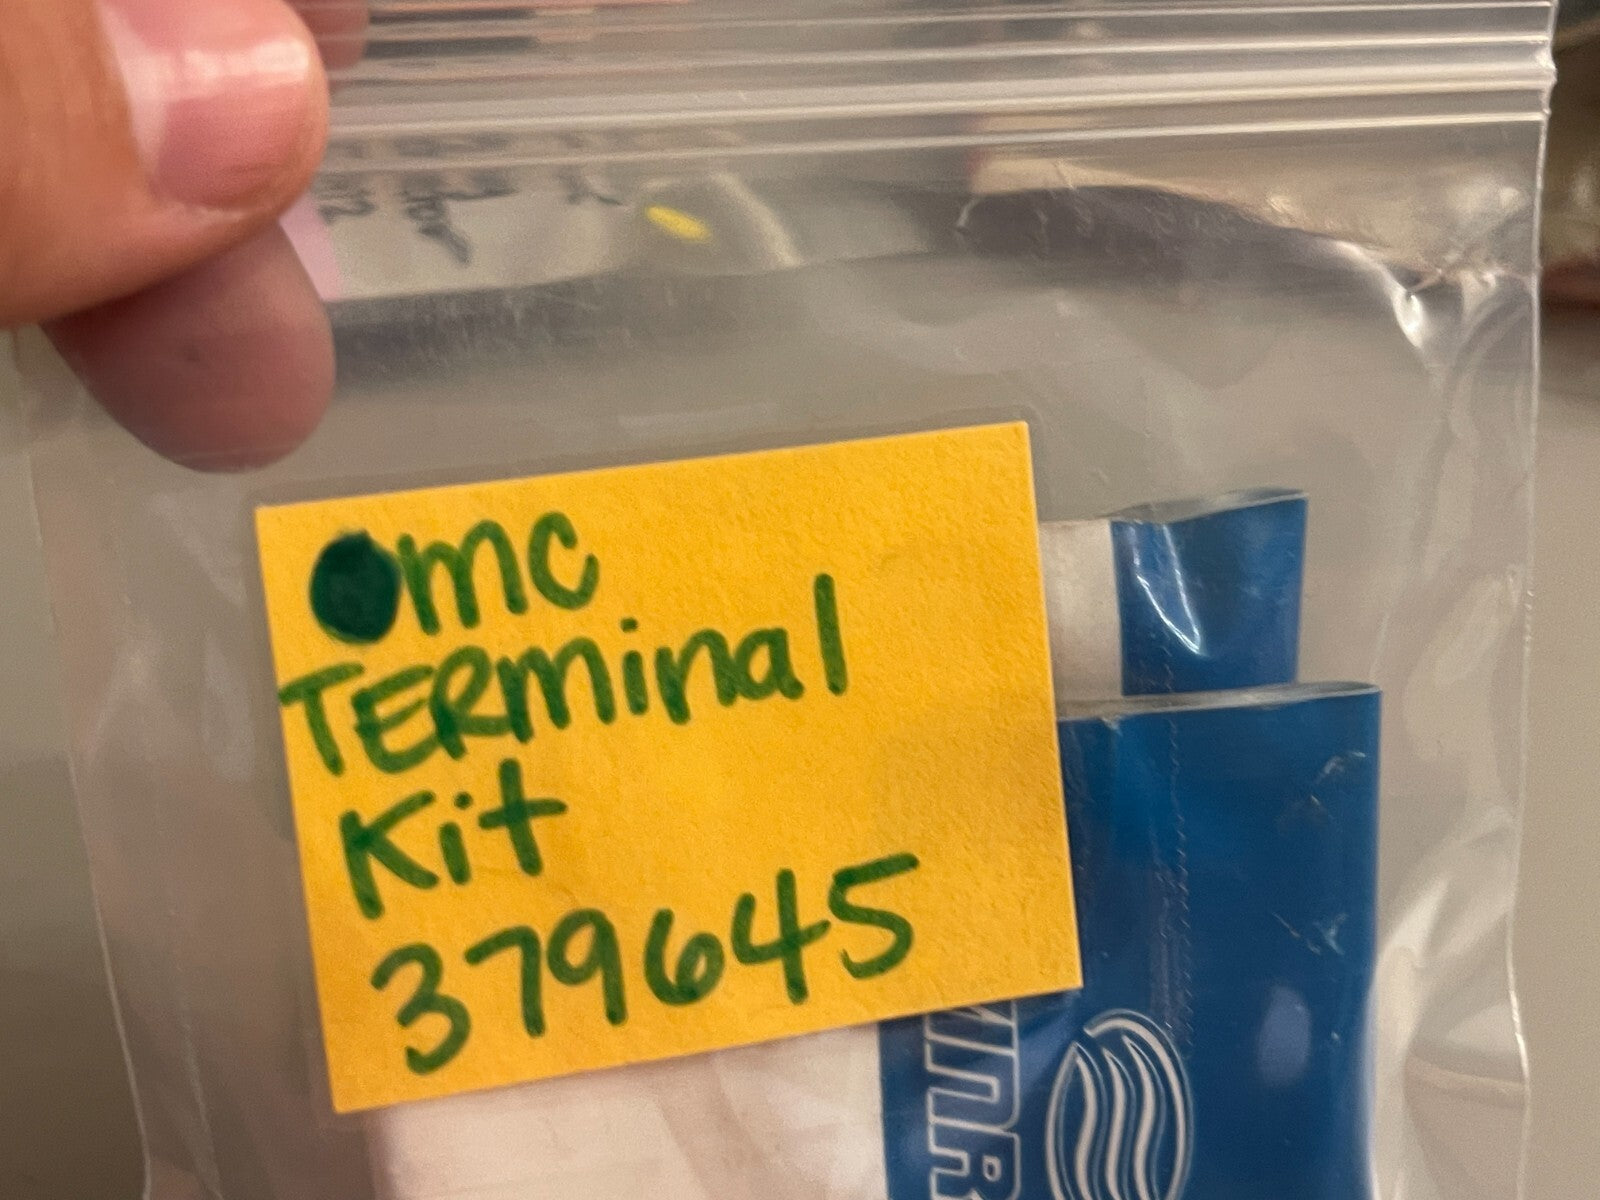 OMC
TERMinal
Kit
379645